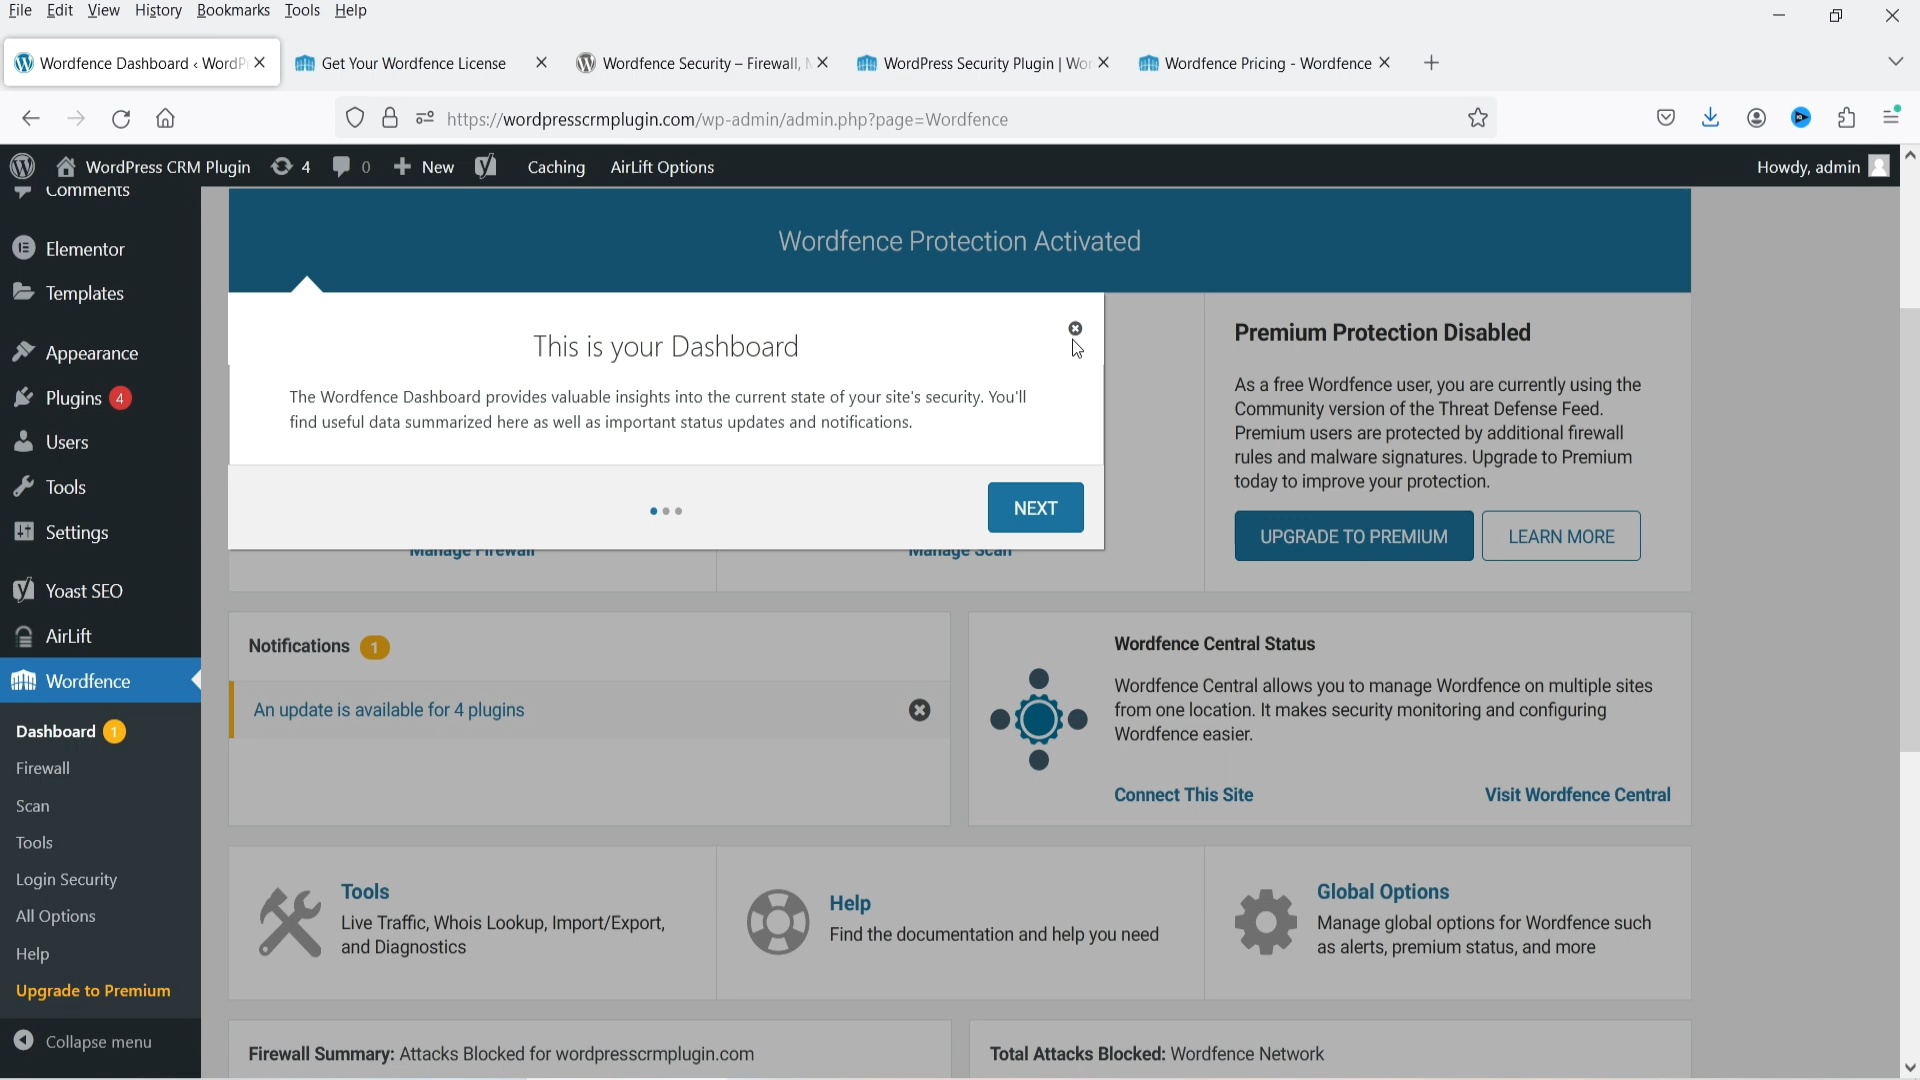 File Edit View History Bookmarks Tools Help
Wordfence Dashboard ‹ WordP
Get Your Wordfence License
Wordfence Security – Firewall,
WordPress Security Plugin | Wor
Wordfence Pricing - Wordfence
https://wordpresscrmplugin.com/wp-admin/admin.php?page=Wordfence
WordPress CRM Plugin 4 0 New Caching AirLift Options Howdy, admin
Comments
Elementor
Templates
Appearance
Plugins 4
Users
Tools
Settings
Yoast SEO
AirLift
Wordfence
Dashboard 1
Firewall
Scan
Tools
Login Security
All Options
Help
Upgrade to Premium
Collapse menu
Wordfence Protection Activated
This is your Dashboard
The Wordfence Dashboard provides valuable insights into the current state of your site's security. You'll
find useful data summarized here as well as important status updates and notifications.
NEXT
Manage Firewall
Manage Scan
Premium Protection Disabled
As a free Wordfence user, you are currently using the
Community version of the Threat Defense Feed.
Premium users are protected by additional firewall
rules and malware signatures. Upgrade to Premium
today to improve your protection.
UPGRADE TO PREMIUM
LEARN MORE
Notifications 1
An update is available for 4 plugins
Wordfence Central Status
Wordfence Central allows you to manage Wordfence on multiple sites
from one location. It makes security monitoring and configuring
Wordfence easier.
Connect This Site
Visit Wordfence Central
Tools
Live Traffic, Whois Lookup, Import/Export,
and Diagnostics
Help
Find the documentation and help you need
Global Options
Manage global options for Wordfence such
as alerts, premium status, and more
Firewall Summary: Attacks Blocked for wordpresscrmplugin.com
Total Attacks Blocked: Wordfence Network